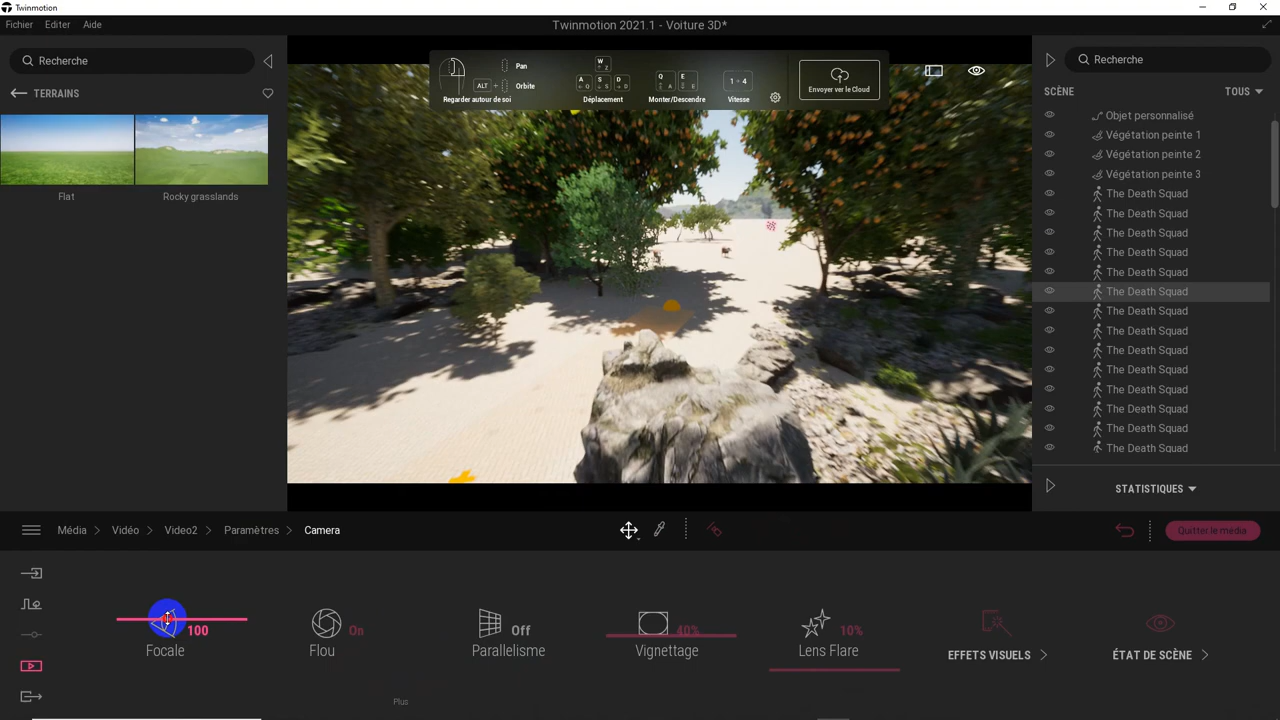 Twinmotion
Fichier Editer Aide
Twinmotion 2021.1 - Voiture 3D*
Recherche
TERRAINS
Flat
Rocky grasslands
Pan
ALT +
Orbite
Regarder autour de soi
W
Z
A S D
Q S D
Déplacement
Q E
A E
Monter/Descendre
1 - 4
Vitesse
Envoyer ver le Cloud
Recherche
SCÈNE
TOUS
Objet personnalisé
Végétation peinte 1
Végétation peinte 2
Végétation peinte 3
The Death Squad
The Death Squad
The Death Squad
The Death Squad
The Death Squad
The Death Squad
The Death Squad
The Death Squad
The Death Squad
The Death Squad
The Death Squad
The Death Squad
The Death Squad
The Death Squad
STATISTIQUES
Média > Vidéo > Video2 > Paramètres > Camera
Quitter le média
100
Focale
On
Flou
Off
Parallelisme
40%
Vignettage
10%
Lens Flare
EFFETS VISUELS
ÉTAT DE SCÈNE
Plus